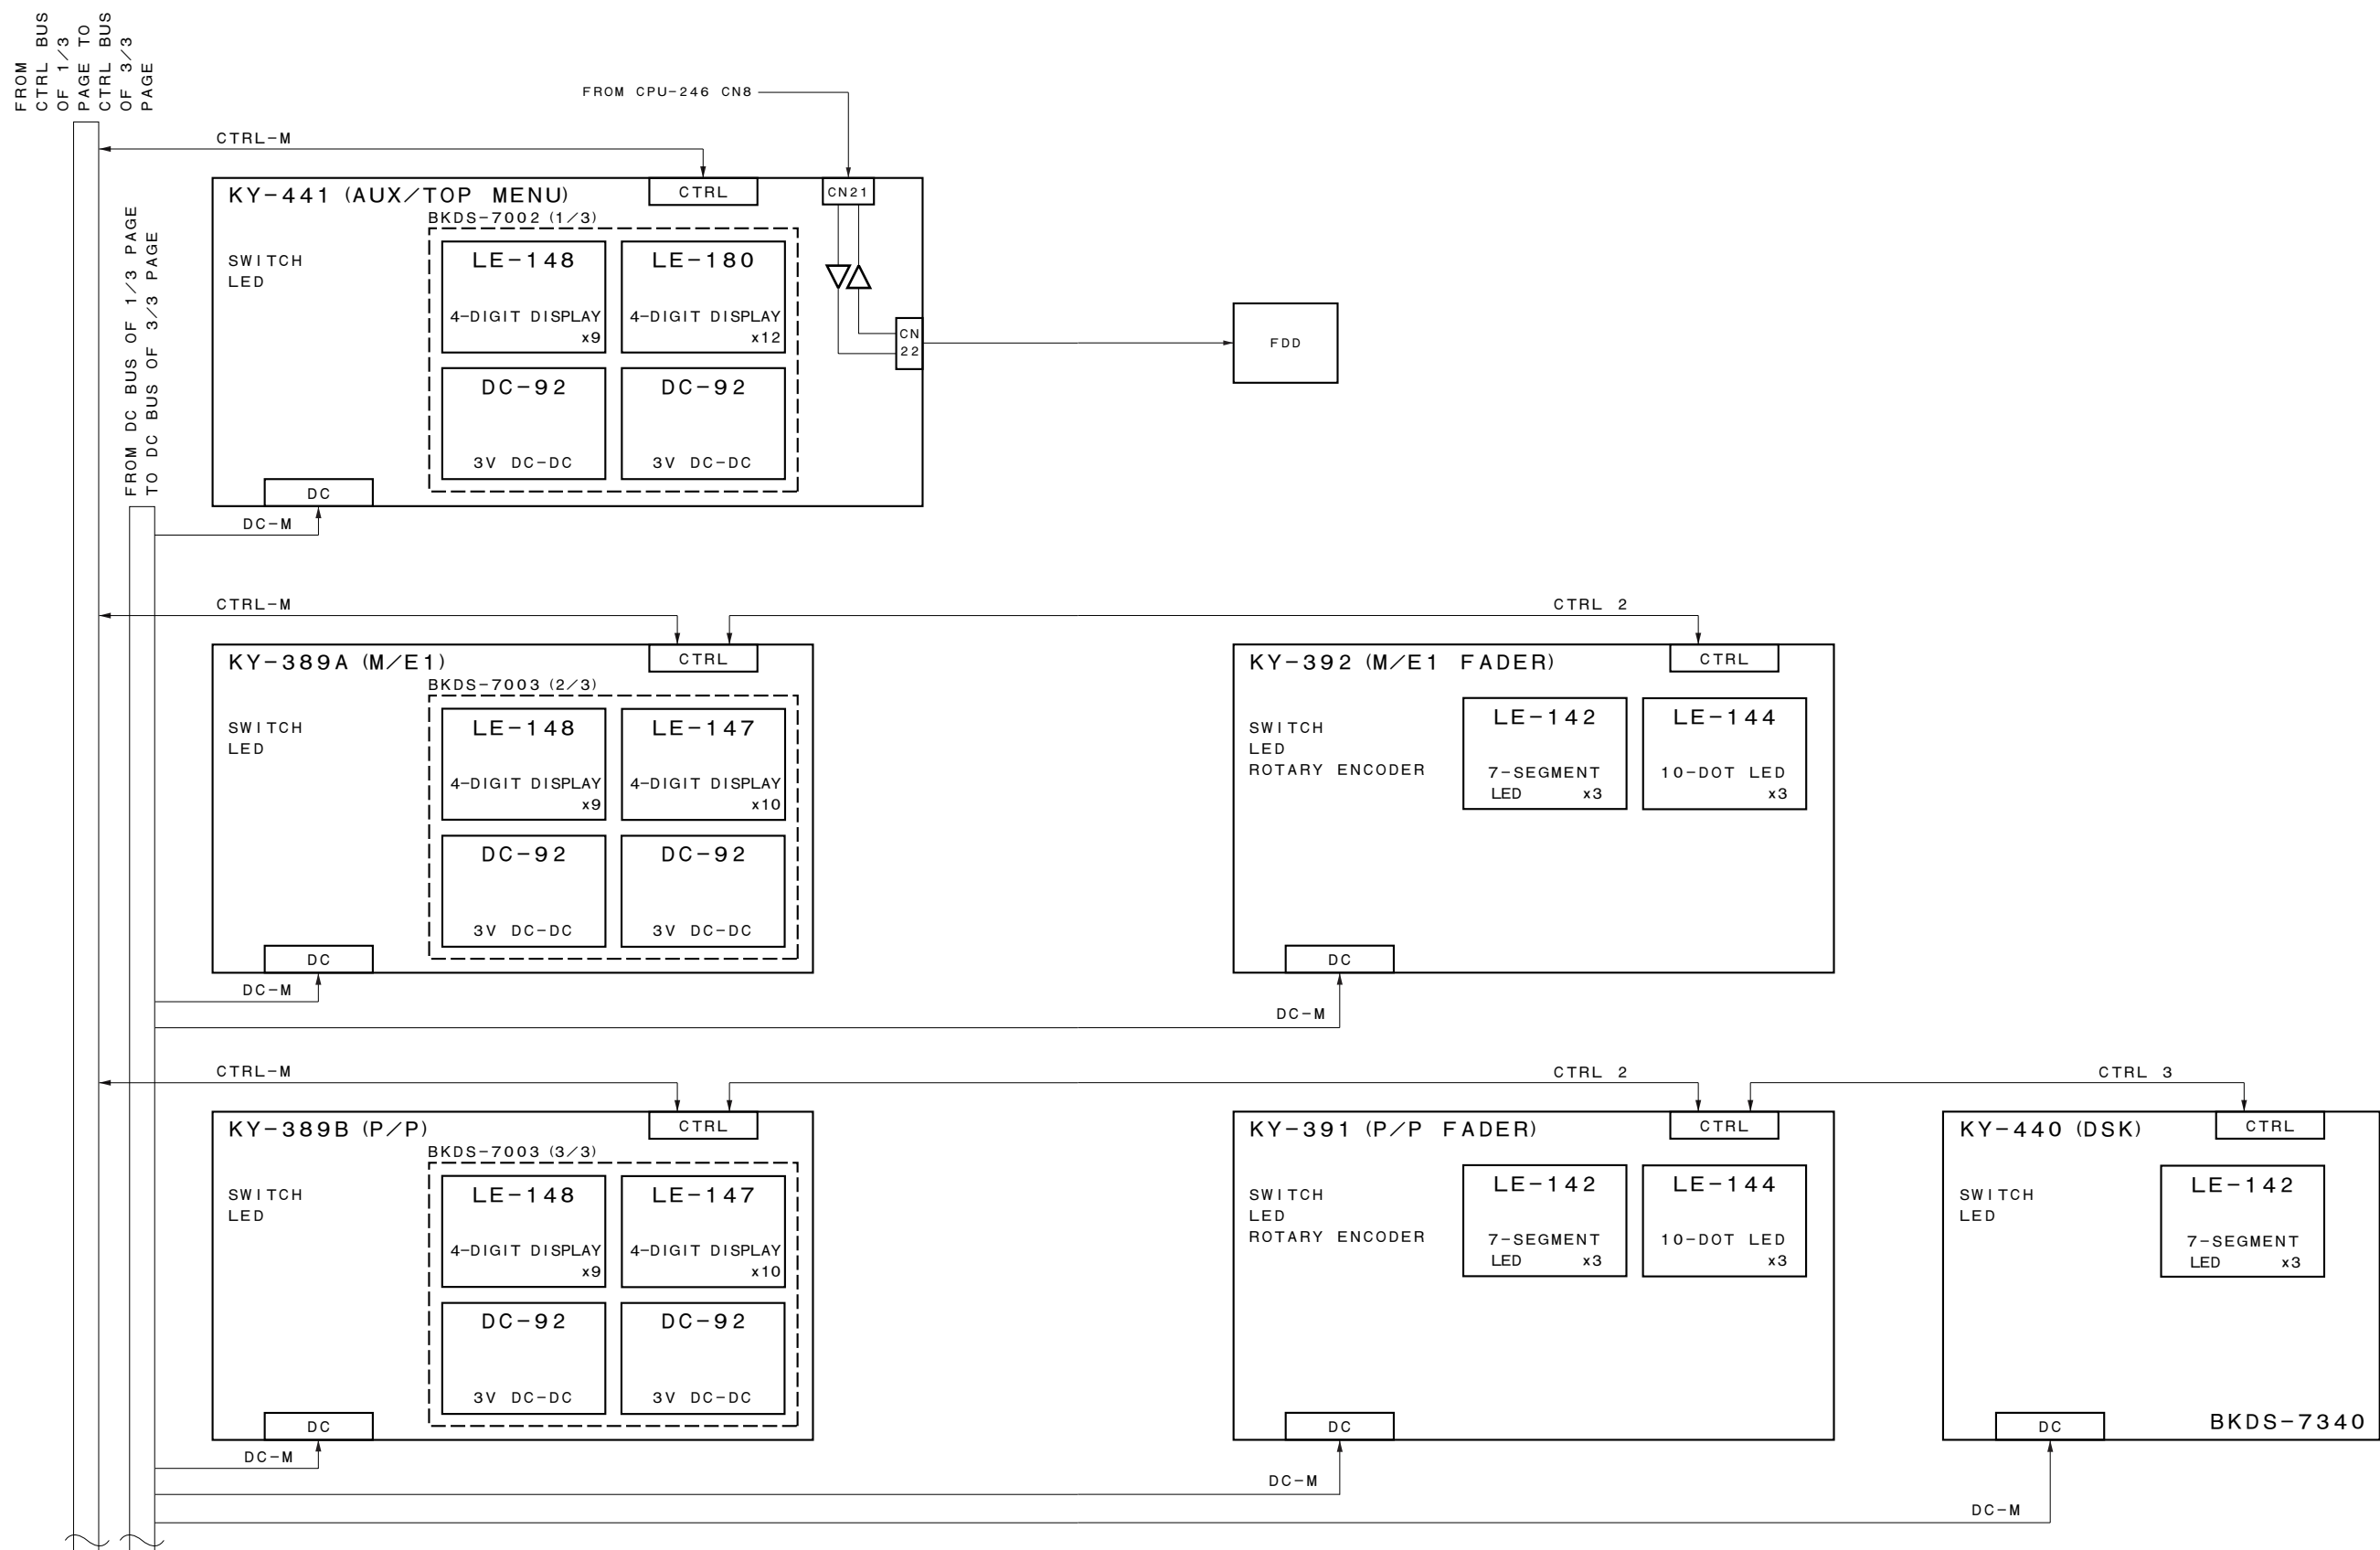 FROM
CTRL BUS
OF 1/3
PAGE TO
CTRL BUS
OF 3/3
PAGE
FROM CPU-246 CN8
CTRL-M
KY-441 (AUX/TOP MENU)
CTRL
CN21
BKDS-7002 (1/3)
SWITCH
LED
LE-148
4-DIGIT DISPLAY
x9
LE-180
4-DIGIT DISPLAY
x12
CN
22
FDD
DC-92
3V DC-DC
DC-92
3V DC-DC
DC
DC-M
FROM DC BUS OF 1/3 PAGE
TO DC BUS OF 3/3 PAGE
CTRL-M
CTRL 2
KY-389A (M/E1)
CTRL
BKDS-7003 (2/3)
SWITCH
LED
LE-148
4-DIGIT DISPLAY
x9
LE-147
4-DIGIT DISPLAY
x10
DC-92
3V DC-DC
DC-92
3V DC-DC
DC
DC-M
KY-392 (M/E1 FADER)
CTRL
SWITCH
LED
ROTARY ENCODER
LE-142
7-SEGMENT
LED x3
LE-144
10-DOT LED
x3
DC
DC-M
CTRL-M
CTRL 2
CTRL 3
KY-389B (P/P)
CTRL
BKDS-7003 (3/3)
SWITCH
LED
LE-148
4-DIGIT DISPLAY
x9
LE-147
4-DIGIT DISPLAY
x10
DC-92
3V DC-DC
DC-92
3V DC-DC
DC
DC-M
KY-391 (P/P FADER)
CTRL
SWITCH
LED
ROTARY ENCODER
LE-142
7-SEGMENT
LED x3
LE-144
10-DOT LED
x3
DC
DC-M
KY-440 (DSK)
CTRL
SWITCH
LED
LE-142
7-SEGMENT
LED x3
DC
BKDS-7340
DC-M